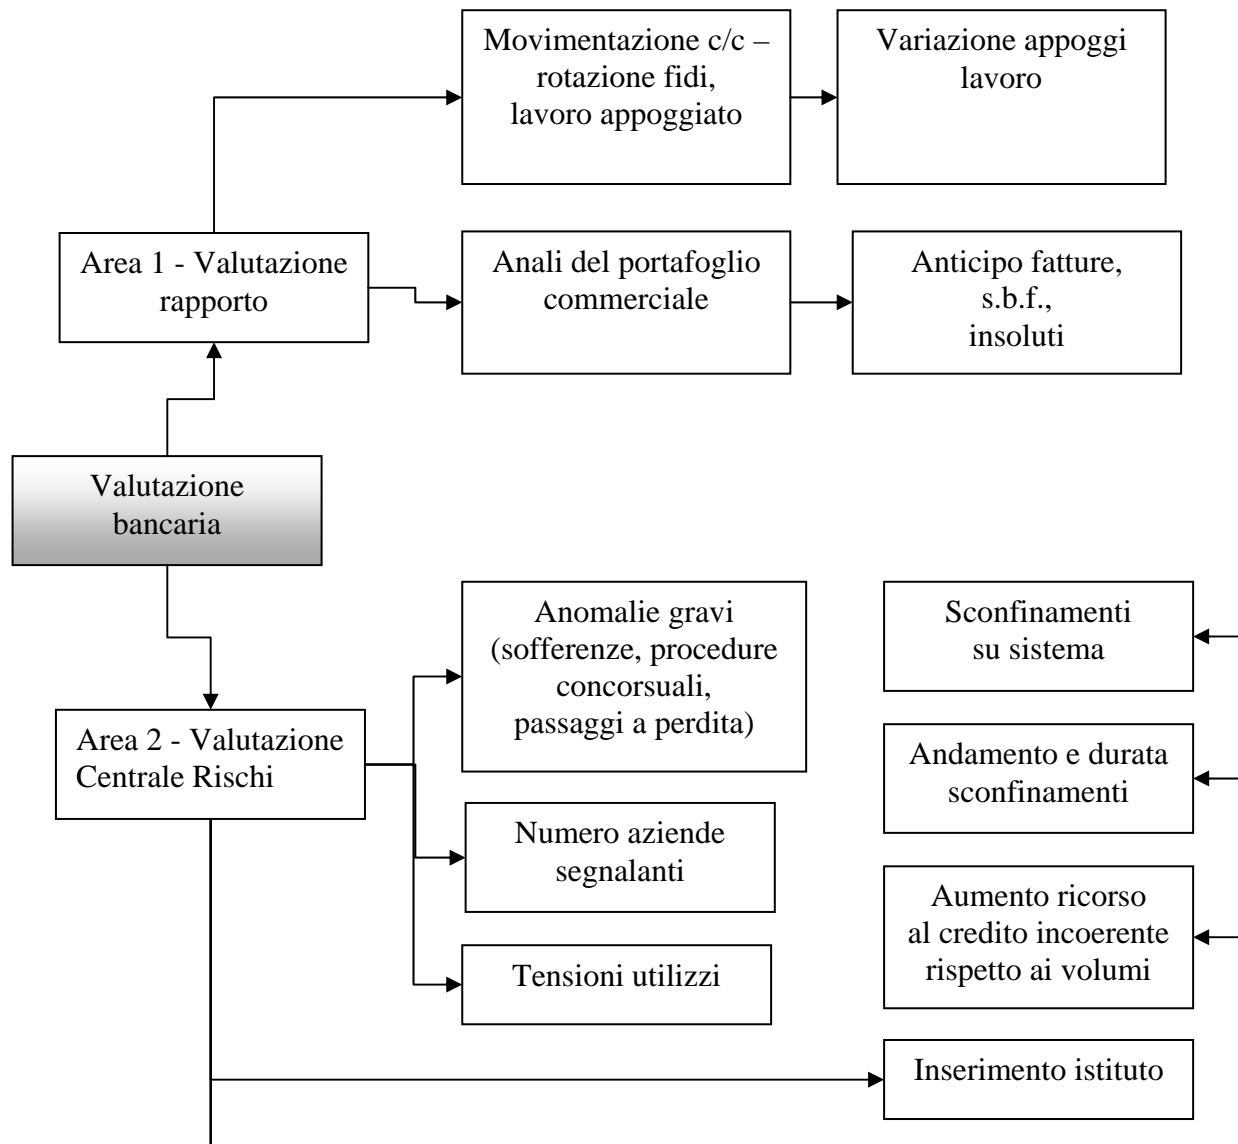 Movimentazione c/c –
rotazione fidi,
lavoro appoggiato
Variazione appoggi
lavoro
Area 1 - Valutazione
rapporto
Anali del portafoglio
commerciale
Anticipo fatture,
s.b.f.,
insoluti
Valutazione
bancaria
Anomalie gravi
(sofferenze, procedure
concorsuali,
passaggi a perdita)
Sconfinamenti
su sistema
Area 2 - Valutazione
Centrale Rischi
Andamento e durata
sconfinamenti
Numero aziende
segnalanti
Aumento ricorso
al credito incoerente
rispetto ai volumi
Tensioni utilizzi
Inserimento istituto